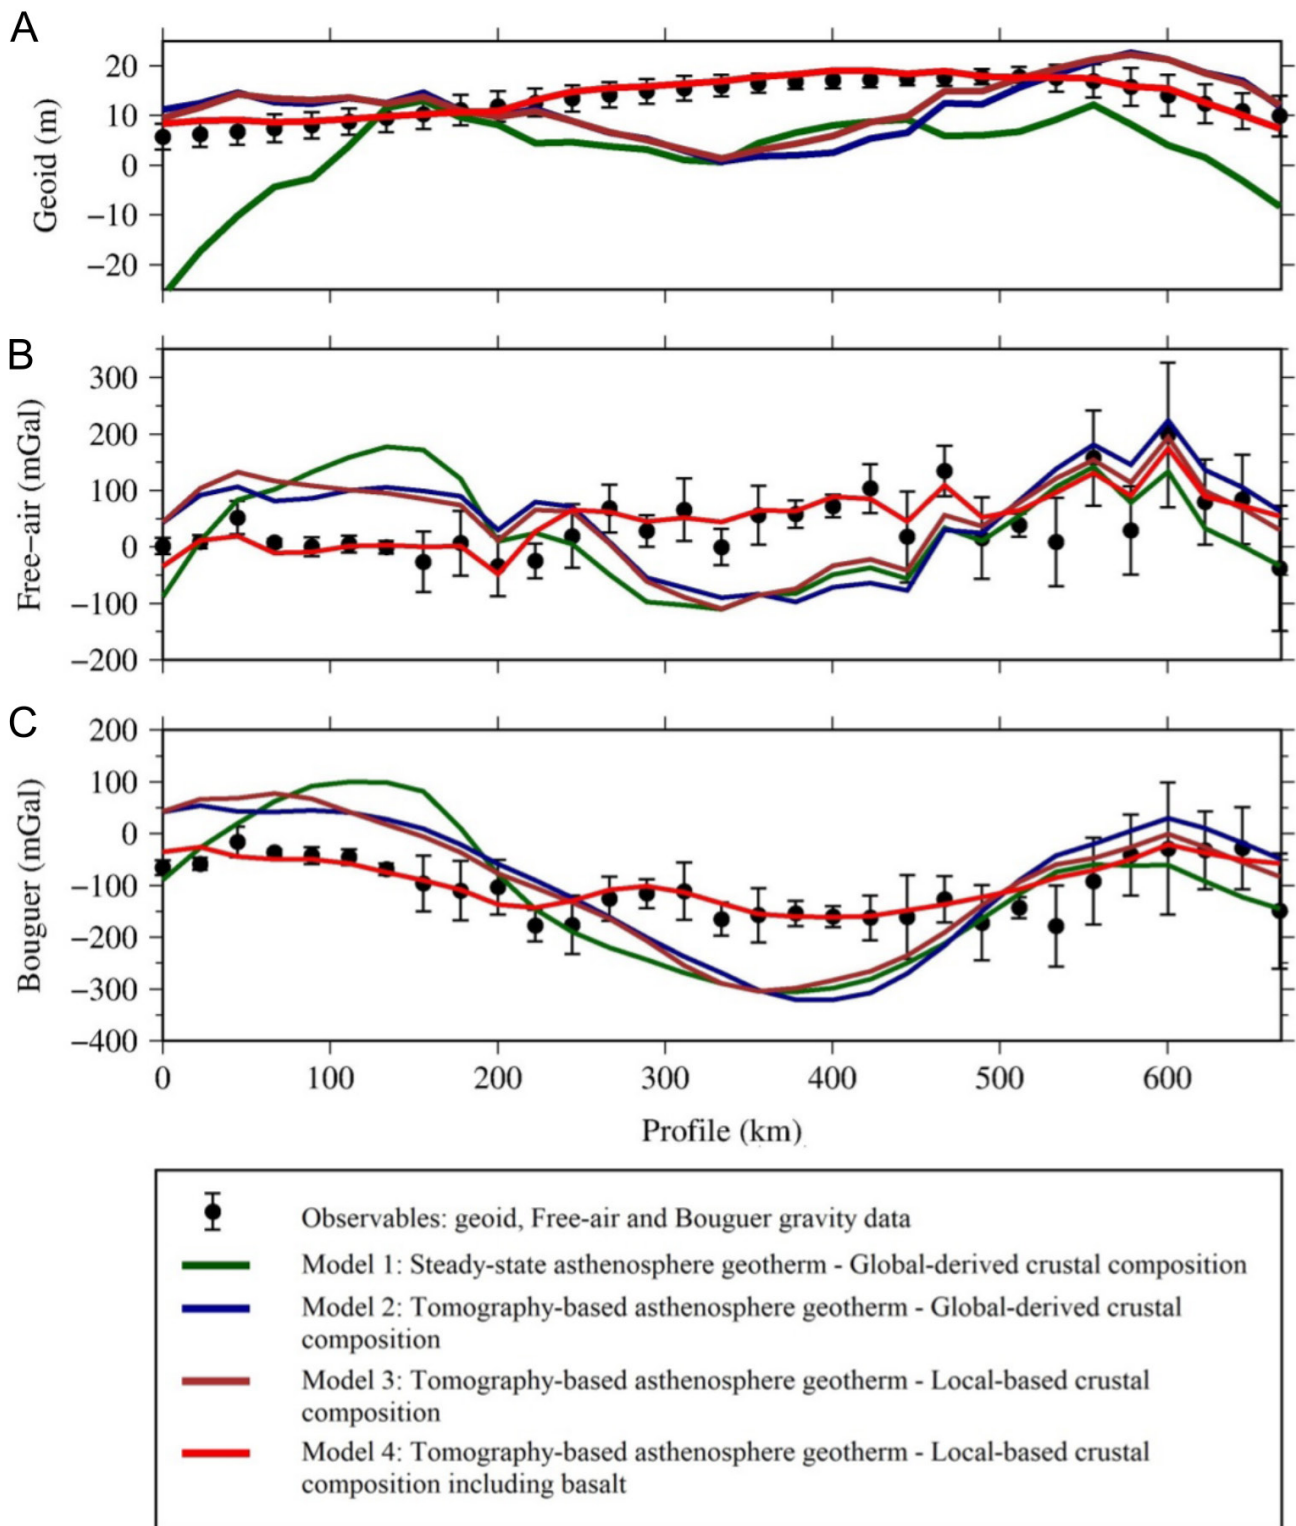 A
20
10
0
−10
−20
Geoid (m)
B
300
200
100
0
−100
−200
Free−air (mGal)
C
200
100
0
−100
−200
−300
−400
Bouguer (mGal)
0 100 200 300 400 500 600
Profile (km)
Observables: geoid, Free-air and Bouguer gravity data
Model 1: Steady-state asthenosphere geotherm - Global-derived crustal composition
Model 2: Tomography-based asthenosphere geotherm - Global-derived crustal
composition
Model 3: Tomography-based asthenosphere geotherm - Local-based crustal
composition
Model 4: Tomography-based asthenosphere geotherm - Local-based crustal
composition including basalt